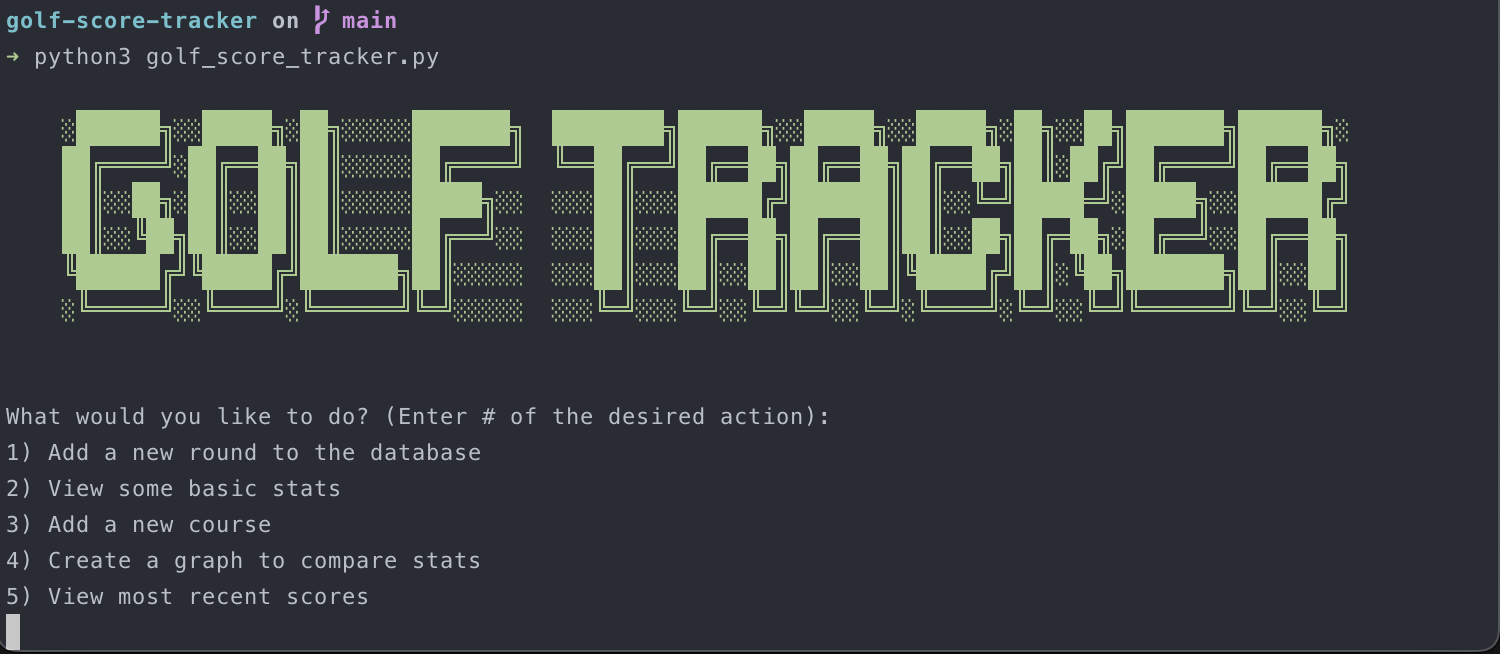 golf-score-tracker on main
→ python3 golf_score_tracker.py
GOLF TRACKER
What would you like to do? (Enter # of the desired action):
1) Add a new round to the database
2) View some basic stats
3) Add a new course
4) Create a graph to compare stats
5) View most recent scores